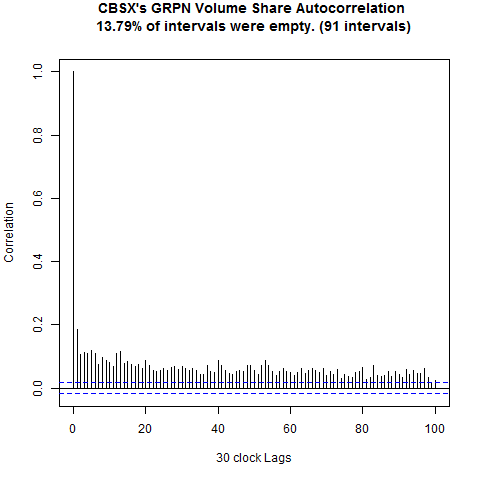 CBSX's GRPN Volume Share Autocorrelation
13.79% of intervals were empty. (91 intervals)
1.0
0.8
0.6
0.4
0.2
0.0
Correlation
0 20 40 60 80 100
30 clock Lags